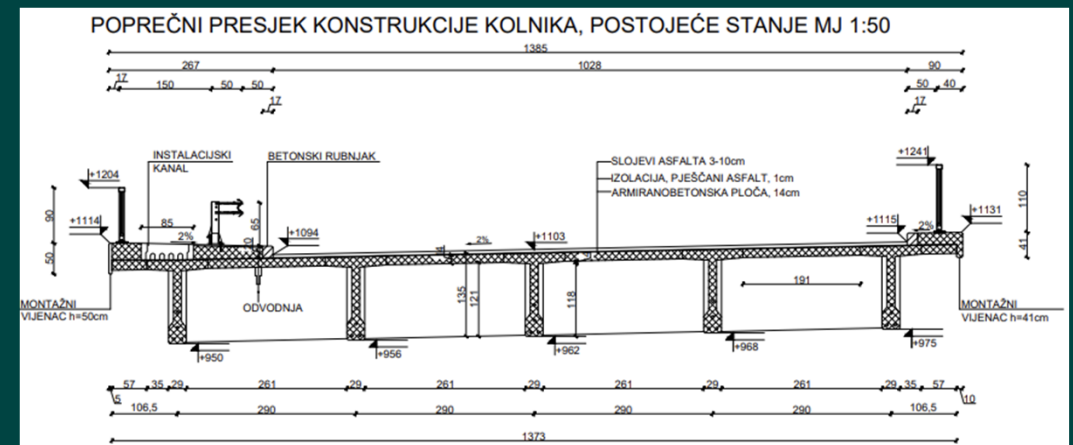 POPREČNI PRESJEK KONSTRUKCIJE KOLNIKA, POSTOJEĆE STANJE MJ 1:50
1385
267 1028 90
17 150 50 50 50 40
17 17
INSTALACIJSKI
KANAL
BETONSKI RUBNJAK
SLOJEVI ASFALTA 3-10cm
IZOLACIJA, PJEŠČANI ASFALT, 1cm
ARMIRANOBETONSKA PLOČA, 14cm
+1204 +1241
90 +1114 85 2% 65 +1094 2% +1103 +1115 2% +1131 110
50 41
135 121 118 191
ODVODNJA
MONTAŽNI
VIJENAC h=50cm
MONTAŽNI
VIJENAC h=41cm
+950 +956 +962 +968 +975
57 35 29 261 29 261 29 261 29 261 29 35 57
5 10
106,5 290 290 290 290 106,5
1373